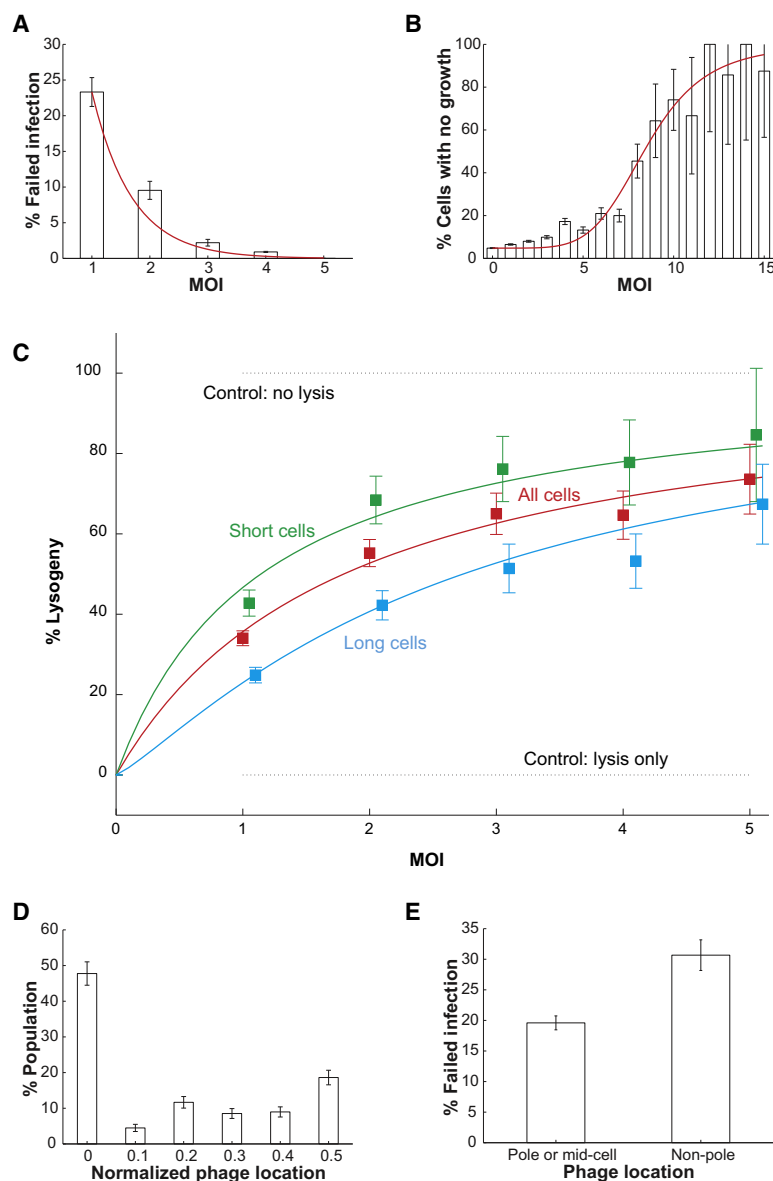 A
% Failed infection
30
25
20
15
10
5
0
1 2 3 4 5
MOI
B
% Cells with no growth
100
80
60
40
20
0
0 5 10 15
MOI
C
% Lysogeny
100
80
60
40
20
0
Control: no lysis
All cells
Short cells
Long cells
Control: lysis only
0 1 2 3 4 5
MOI
D
% Population
60
50
40
30
20
10
0
0 0.1 0.2 0.3 0.4 0.5
Normalized phage location
E
% Failed infection
35
30
25
20
15
10
5
0
Pole or mid-cell Non-pole
Phage location